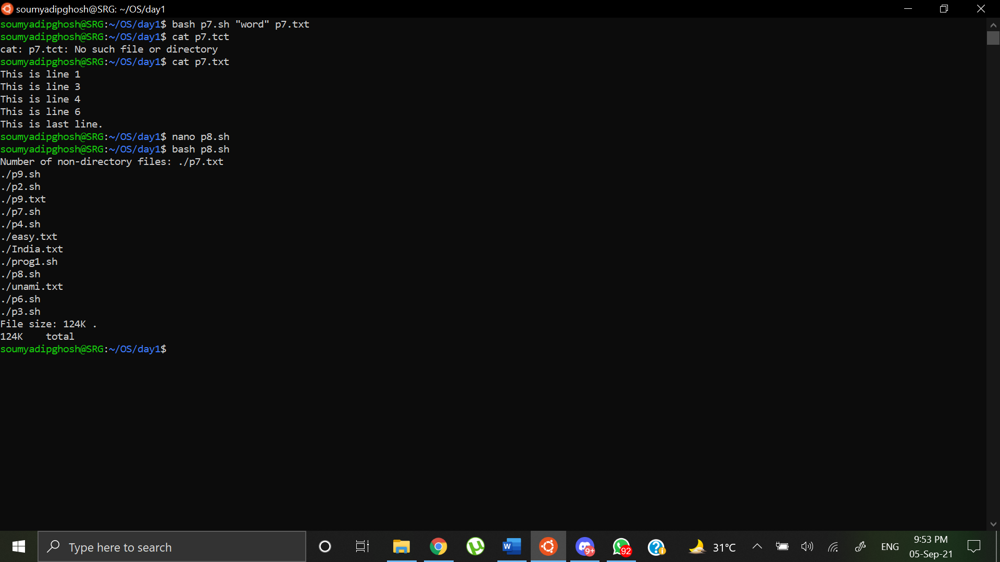 soumyadipghosh@SRG: ~/OS/day1
soumyadipghosh@SRG:~/OS/day1$ bash p7.sh "word" p7.txt
soumyadipghosh@SRG:~/OS/day1$ cat p7.tct
cat: p7.tct: No such file or directory
soumyadipghosh@SRG:~/OS/day1$ cat p7.txt
This is line 1
This is line 3
This is line 4
This is line 6
This is last line.
soumyadipghosh@SRG:~/OS/day1$ nano p8.sh
soumyadipghosh@SRG:~/OS/day1$ bash p8.sh
Number of non-directory files: ./p7.txt
./p9.sh
./p2.sh
./p9.txt
./p7.sh
./p4.sh
./easy.txt
./India.txt
./prog1.sh
./p8.sh
./unami.txt
./p6.sh
./p3.sh
File size: 124K .
124K    total
soumyadipghosh@SRG:~/OS/day1$
Type here to search
W
9+
92
31°C
ENG
9:53 PM
05-Sep-21